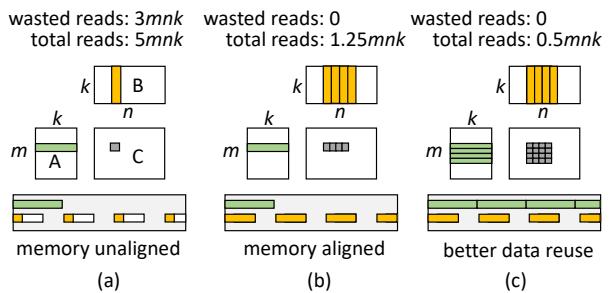 wasted reads: 3mnk
total reads: 5mnk
wasted reads: 0
total reads: 1.25mnk
wasted reads: 0
total reads: 0.5mnk
k
B
n
k
m
A
C
k
n
k
m
k
n
k
m
memory unaligned
memory aligned
better data reuse
(a)
(b)
(c)